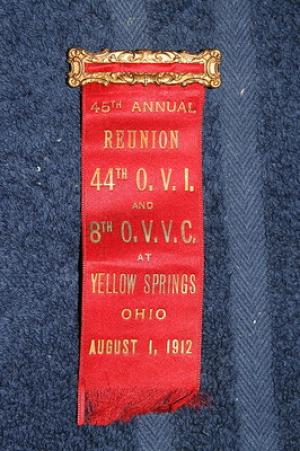 45TH ANNUAL
REUNION
44TH O.V.I.
AND
8TH O.V.V.C.
AT
YELLOW SPRINGS
OHIO
AUGUST 1, 1912